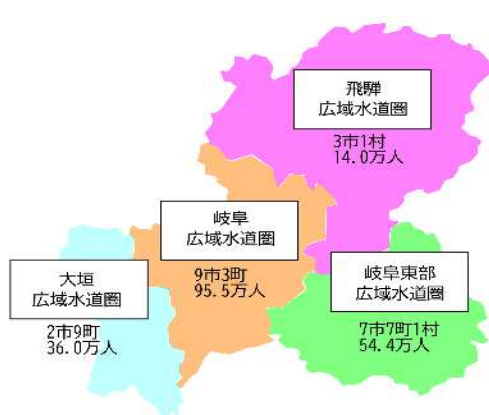 飛騨
広域水道圏
3市1村
14.0万人
岐阜
広域水道圏
9市3町
95.5万人
大垣
広域水道圏
2市9町
36.0万人
岐阜東部
広域水道圏
7市7町1村
54.4万人